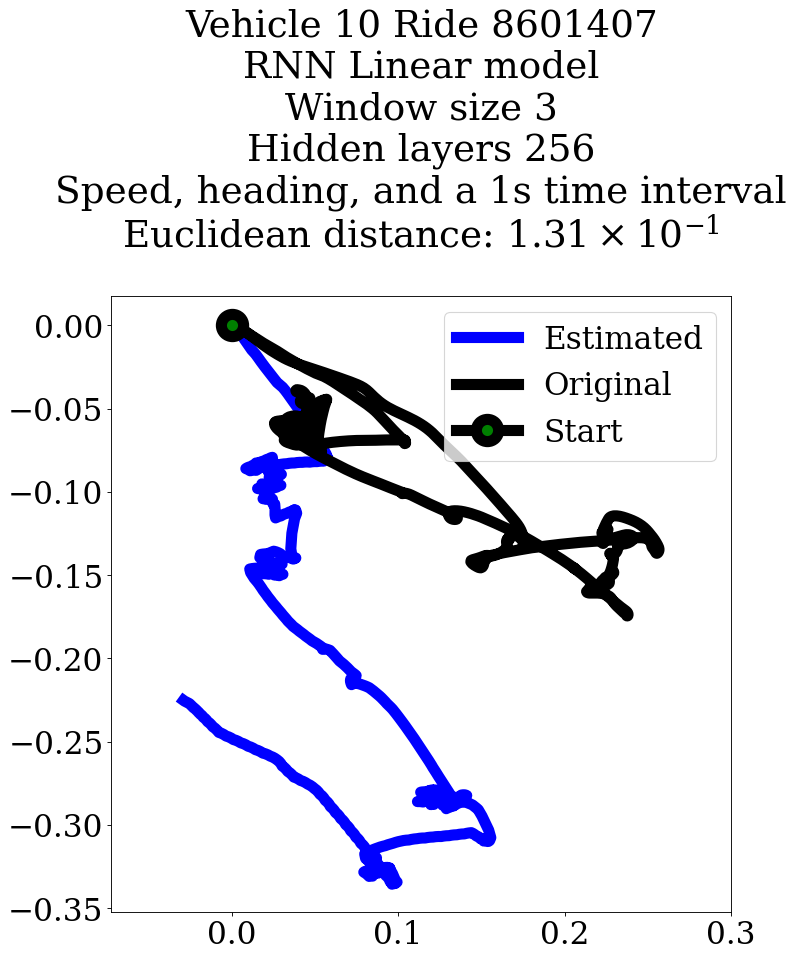 Vehicle 10 Ride 8601407
RNN Linear model
Window size 3
Hidden layers 256
Speed, heading, and a 1s time interval
Euclidean distance: 1.31 × 10⁻¹
Estimated
Original
Start
0.00
−0.05
−0.10
−0.15
−0.20
−0.25
−0.30
−0.35
0.0 0.1 0.2 0.3